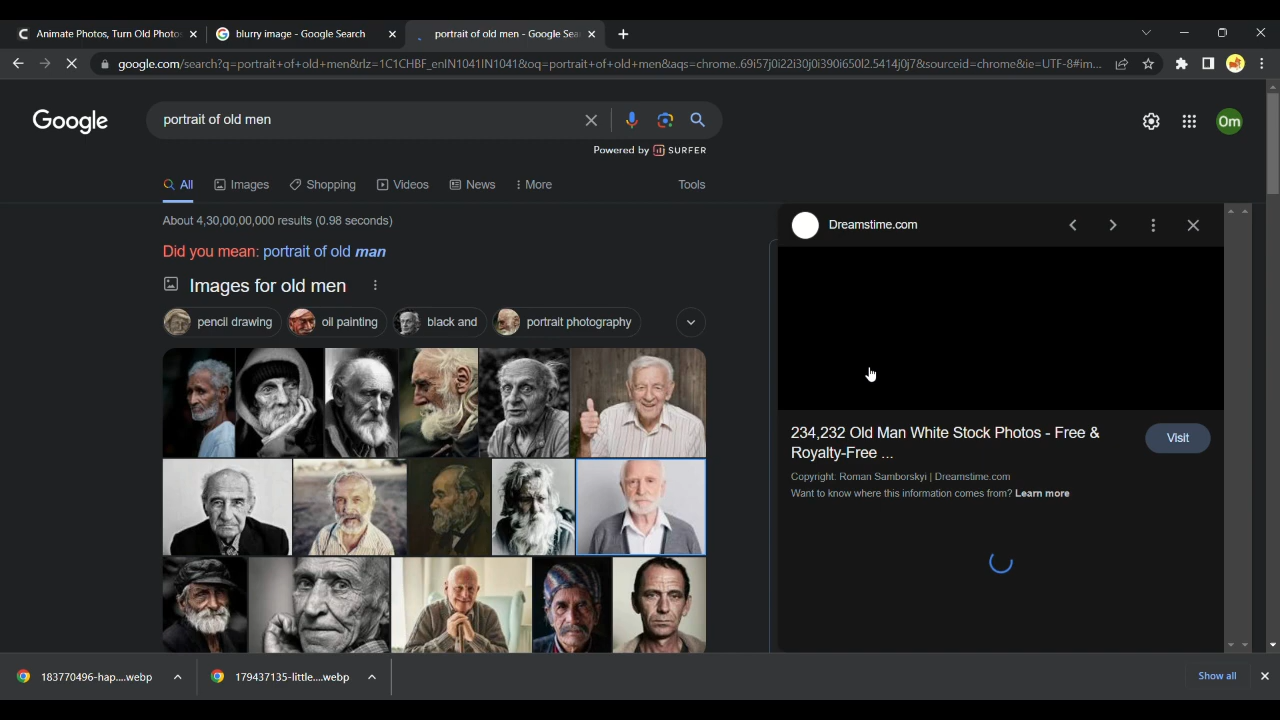 Animate Photos, Turn Old Photo
blurry image - Google Search
portrait of old men - Google Sea
google.com/search?q=portrait+of+old+men&rlz=1C1CHBF_enIN1041IN1041&oq=portrait+of+old+men&aqs=chrome..69i57j0i22i30j0i390i650l2.5414j0j7&sourceid=chrome&ie=UTF-8#im...
Google
portrait of old men
Om
Powered by SURFER
All
Images
Shopping
Videos
News
More
Tools
About 4,30,00,00,000 results (0.98 seconds)
Did you mean: portrait of old man
Images for old men
pencil drawing
oil painting
black and
portrait photography
Dreamstime.com
234,232 Old Man White Stock Photos - Free &
Royalty-Free ...
Visit
Copyright: Roman Samborskyi | Dreamstime.com
Want to know where this information comes from? Learn more
183770496-hap....webp
179437135-little....webp
Show all